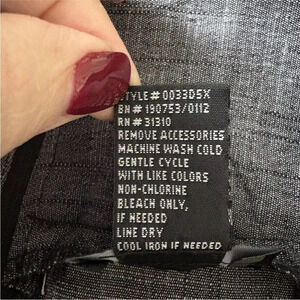 STYLE# 0033D5X
BN# 190753/0112
RN# 31310
REMOVE ACCESSORIES
MACHINE WASH COLD
GENTLE CYCLE
WITH LIKE COLORS
NON-CHLORINE
BLEACH ONLY,
IF NEEDED
LINE DRY
COOL IRON IF NEEDED